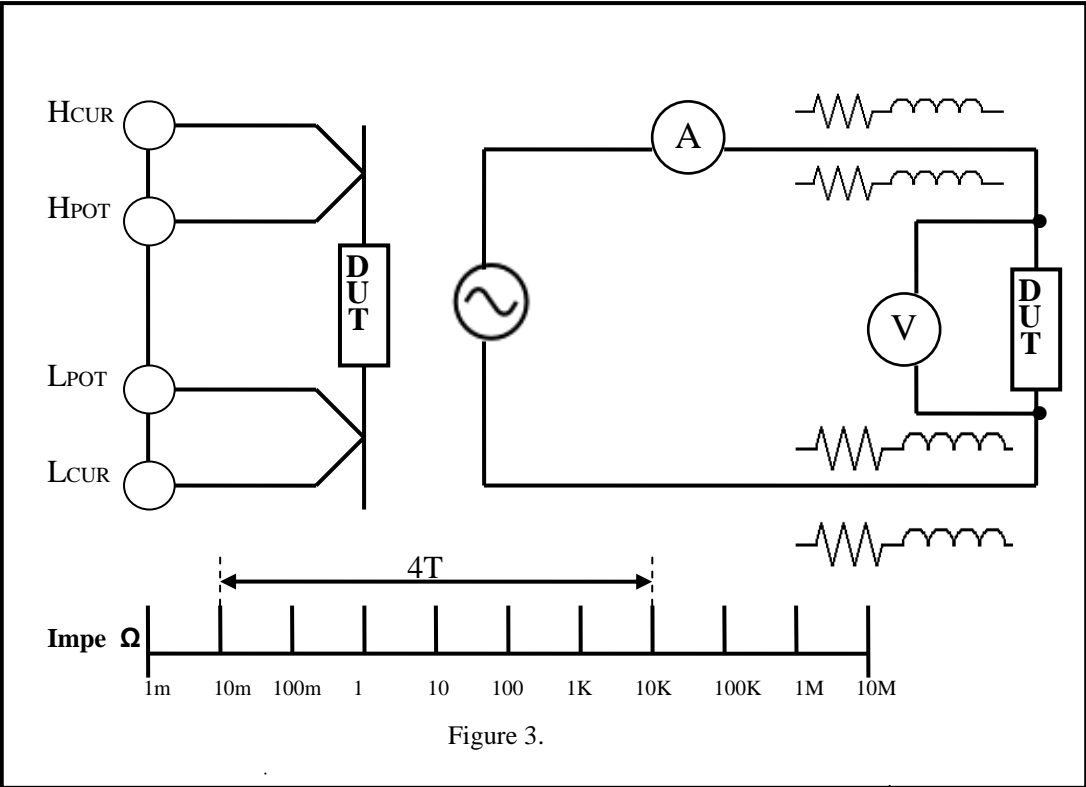 HCUR
HPOT
LPOT
LCUR
DUT
A
V
DUT
4T
Impe Ω
1m 10m 100m 1 10 100 1K 10K 100K 1M 10M
Figure 3.